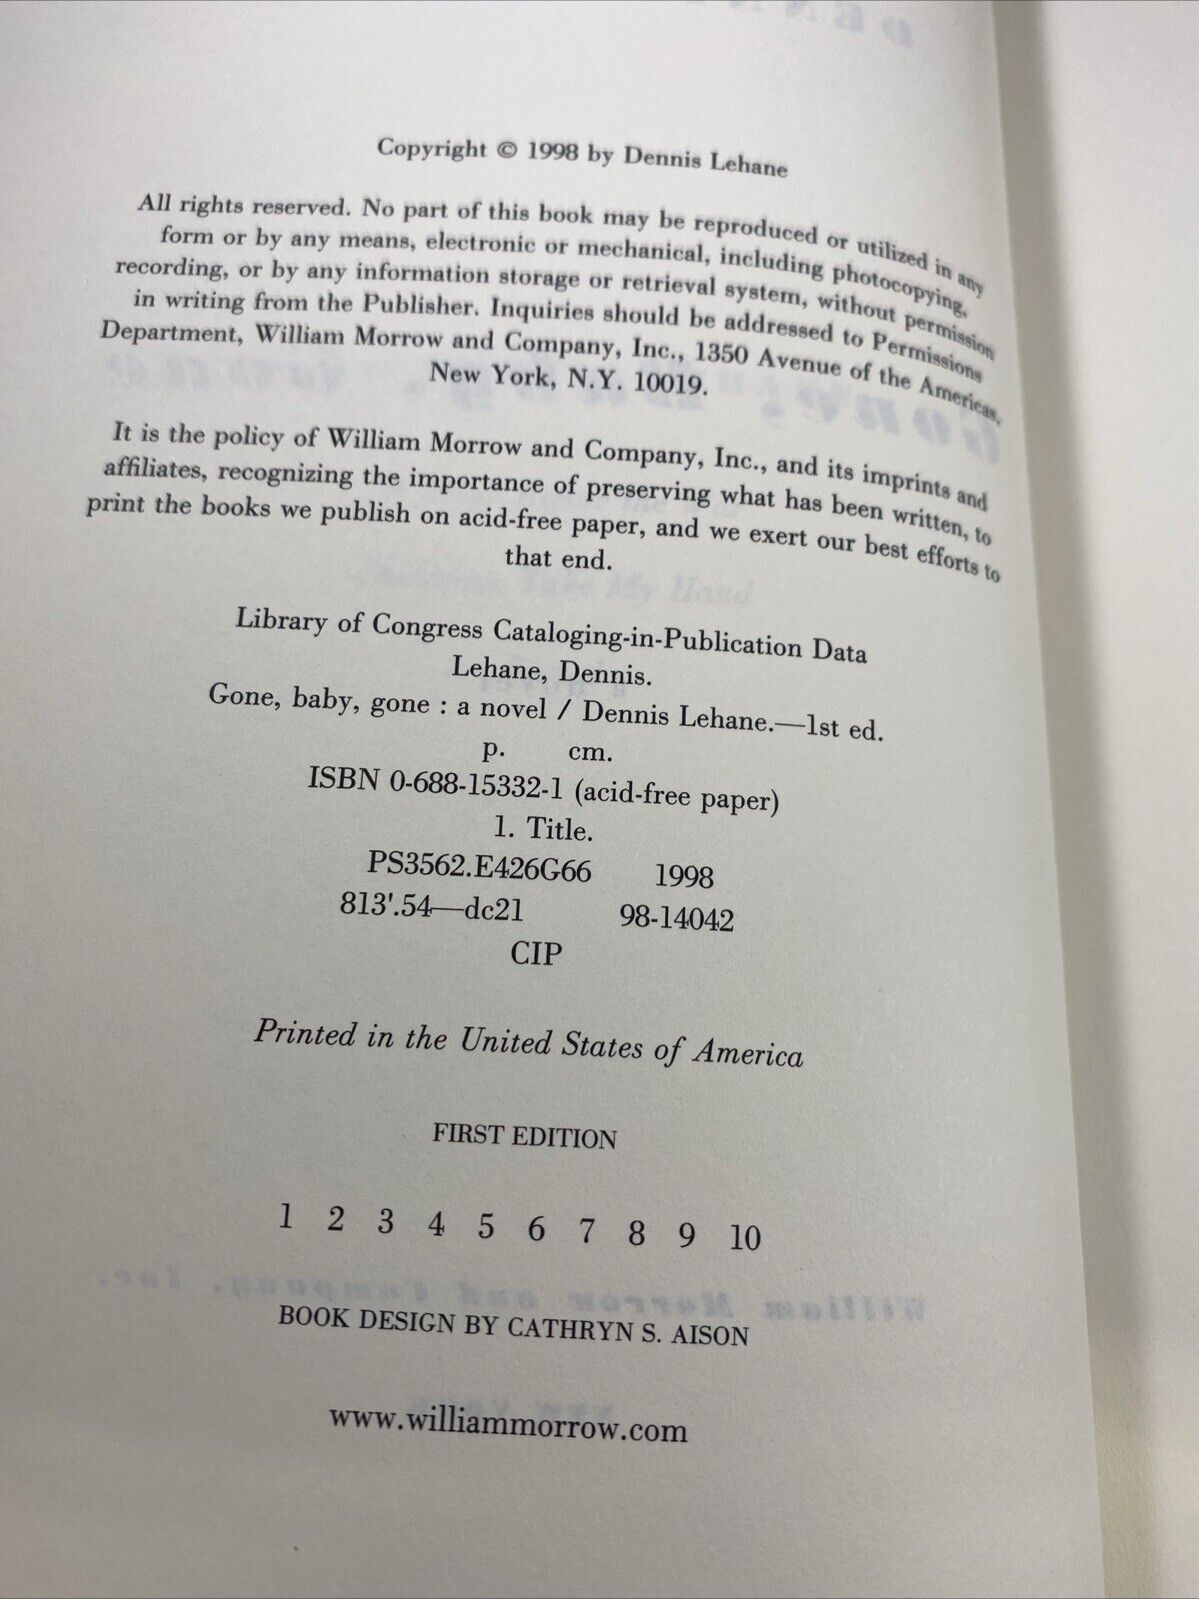 Copyright © 1998 by Dennis Lehane
All rights reserved. No part of this book may be reproduced or utilized in any
form or by any means, electronic or mechanical, including photocopying,
recording, or by any information storage or retrieval system, without permission
in writing from the Publisher. Inquiries should be addressed to Permissions
Department, William Morrow and Company, Inc., 1350 Avenue of the Americas,
New York, N.Y. 10019.
It is the policy of William Morrow and Company, Inc., and its imprints and
affiliates, recognizing the importance of preserving what has been written, to
print the books we publish on acid-free paper, and we exert our best efforts to
that end.
Library of Congress Cataloging-in-Publication Data
Lehane, Dennis.
Gone, baby, gone : a novel / Dennis Lehane.—1st ed.
p. cm.
ISBN 0-688-15332-1 (acid-free paper)
1. Title.
PS3562.E426G66 1998
813'.54—dc21 98-14042
CIP
Printed in the United States of America
FIRST EDITION
1 2 3 4 5 6 7 8 9 10
BOOK DESIGN BY CATHRYN S. AISON
www.williammorrow.com